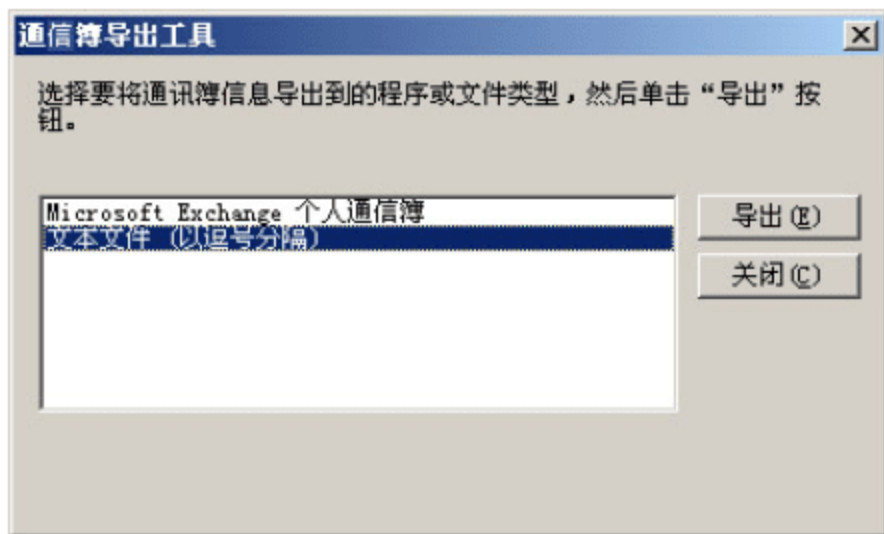 通信簿导出工具
选择要将通讯簿信息导出到的程序或文件类型，然后单击“导出”按
钮。
Microsoft Exchange 个人通信簿
文本文件 （以逗号分隔）
导出(E)
关闭(C)